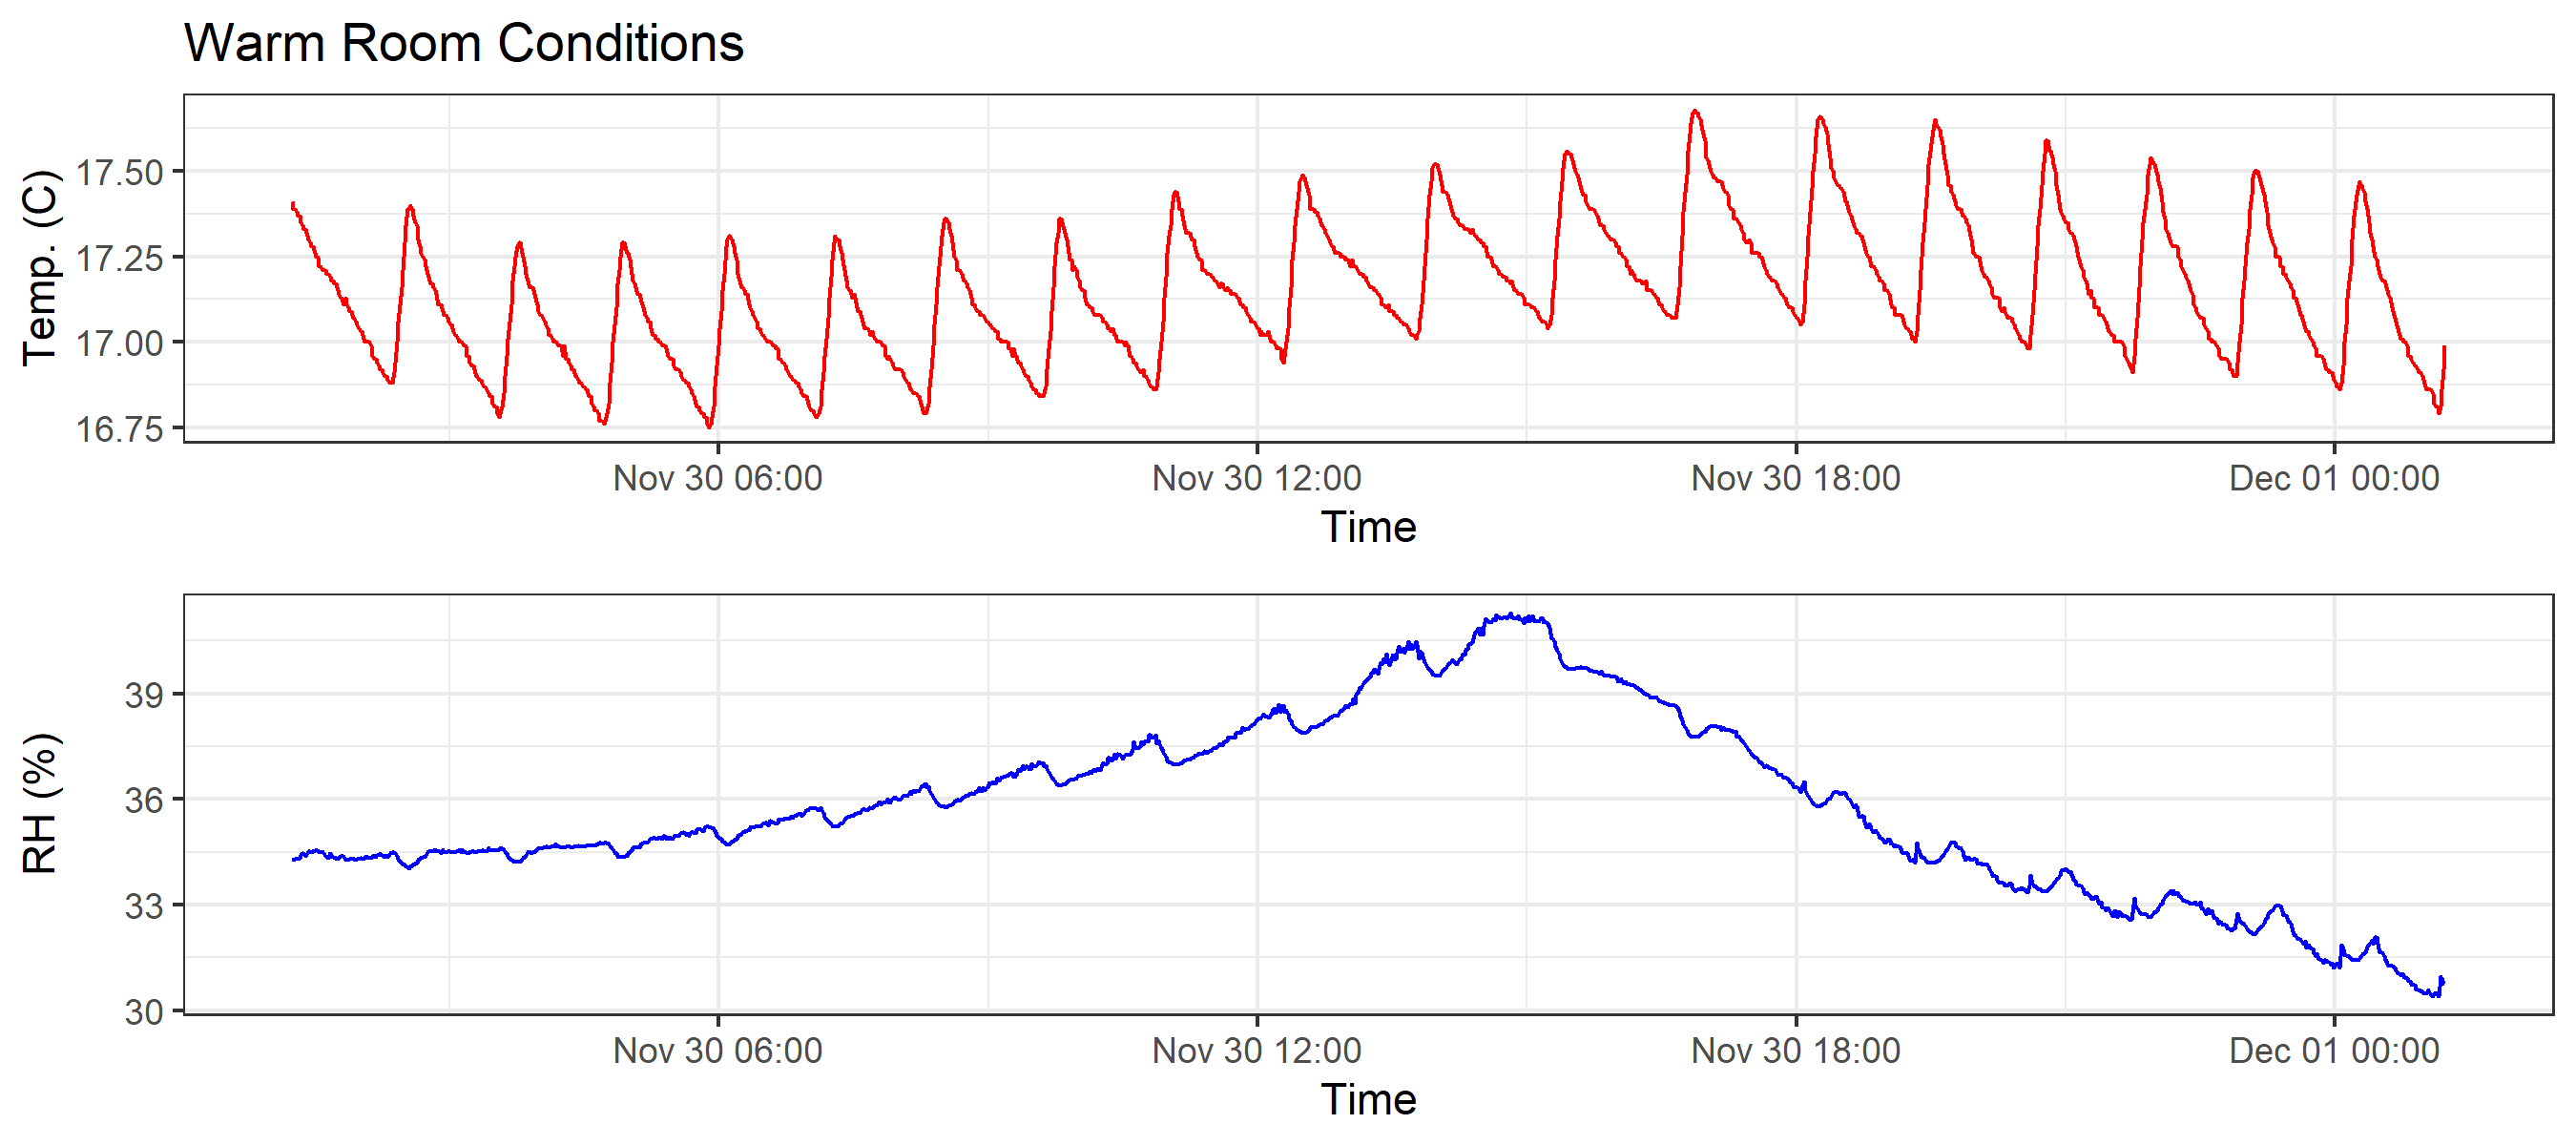 Warm Room Conditions
Temp. (C)
17.50
17.25
17.00
16.75
Nov 30 06:00 Nov 30 12:00 Nov 30 18:00 Dec 01 00:00
Time
RH (%)
39
36
33
30
Nov 30 06:00 Nov 30 12:00 Nov 30 18:00 Dec 01 00:00
Time